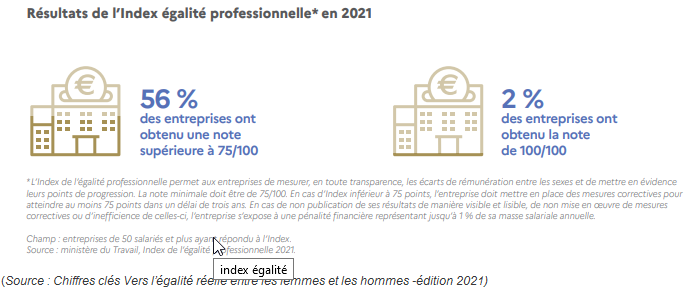 Résultats de l'Index égalité professionnelle* en 2021
56 %
des entreprises ont
obtenu une note
supérieure à 75/100
2 %
des entreprises ont
obtenu la note
de 100/100
*L'Index de l'égalité professionnelle permet aux entreprises de mesurer, en toute transparence, les écarts de rémunération entre les sexes et de mettre en évidence
leurs points de progression. La note minimale doit être de 75/100. En cas d'Index inférieur à 75 points, l'entreprise doit mettre en place des mesures correctives pour
atteindre au moins 75 points dans un délai de trois ans. En cas de non publication de ses résultats de manière visible et lisible, de non mise en œuvre de mesures
correctives ou d'inefficence de celles-ci, l'entreprise s'expose à une pénalité financière représentant jusqu'à 1 % de sa masse salariale annuelle.
Champ : entreprises de 50 salariés et plus ayant répondu à l'Index.
Source : ministère du Travail, Index de l'égalité professionnelle 2021.
index égalité
(Source : Chiffres clés Vers l'égalité réelle entre les femmes et les hommes -édition 2021)